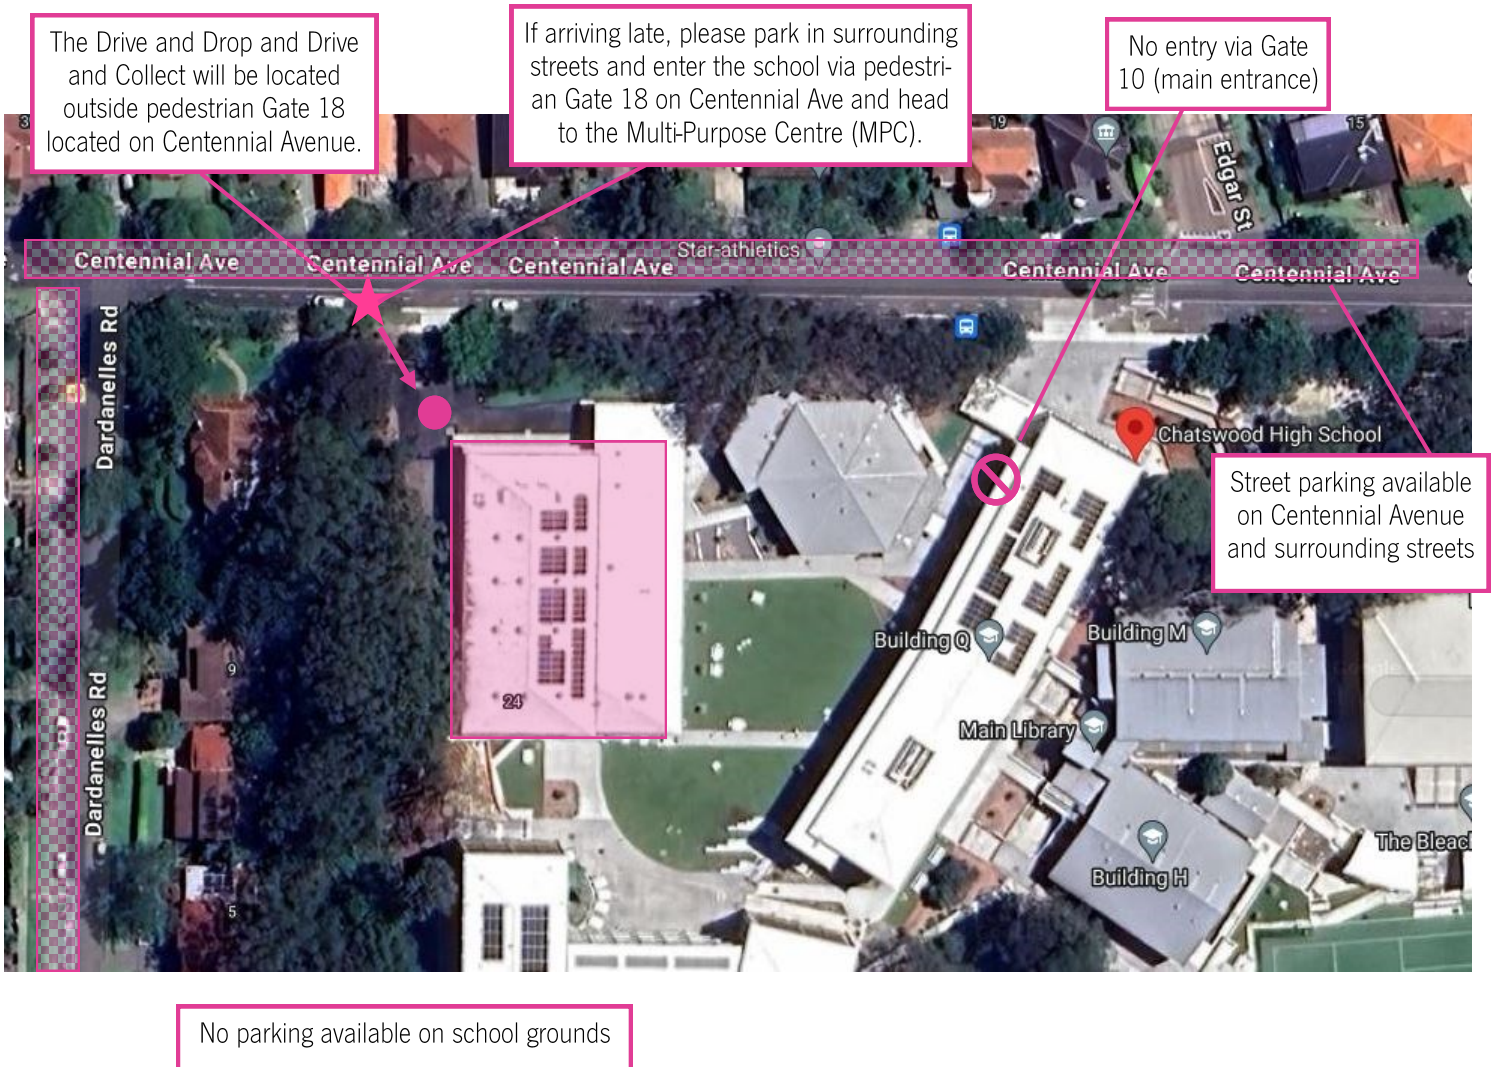 The Drive and Drop and Drive
and Collect will be located
outside pedestrian Gate 18
located on Centennial Avenue.
If arriving late, please park in surrounding
streets and enter the school via pedestri-
an Gate 18 on Centennial Ave and head
to the Multi-Purpose Centre (MPC).
No entry via Gate
10 (main entrance)
3
19
15
Edgar St
Star-athletics
Centennial Ave
Centennial Ave
Centennial Ave
Centennial Ave
Centennial Ave
Dardanelles Rd
Chatswood High School
Street parking available
on Centennial Avenue
and surrounding streets
Building Q
Building M
9
24
Main Library
Dardanelles Rd
The Bleac
Building H
5
No parking available on school grounds